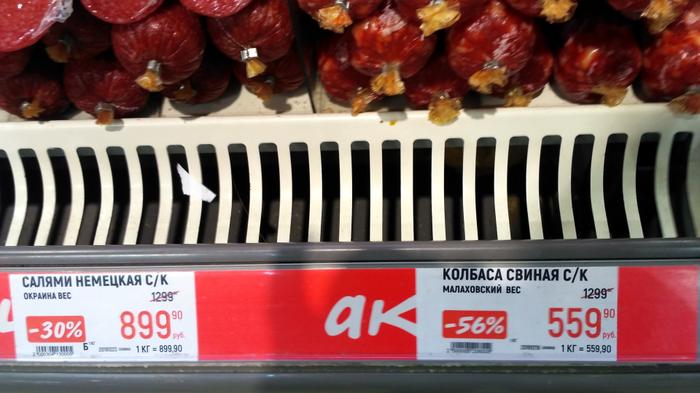 САЛЯМИ НЕМЕЦКАЯ С/К
ОКРАИНА ВЕС
1299
-30%
899 90
руб.
Б
1 КГ = 899,90
ак
КОЛБАСА СВИНАЯ С/К
МАЛАХОВСКИЙ ВЕС
1299
-56%
559 90
руб.
1 КГ = 559,90